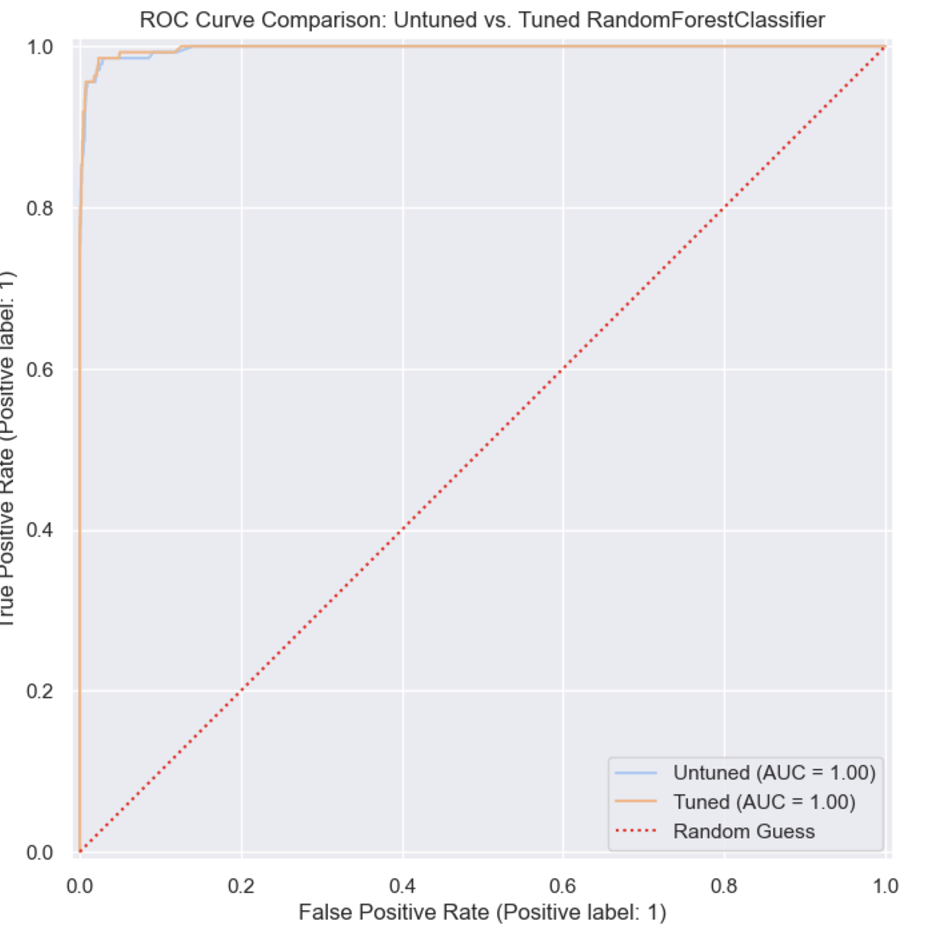 ROC Curve Comparison: Untuned vs. Tuned RandomForestClassifier
True Positive Rate (Positive label: 1)
1.0
0.8
0.6
0.4
0.2
0.0
0.0 0.2 0.4 0.6 0.8 1.0
False Positive Rate (Positive label: 1)
Untuned (AUC = 1.00)
Tuned (AUC = 1.00)
Random Guess